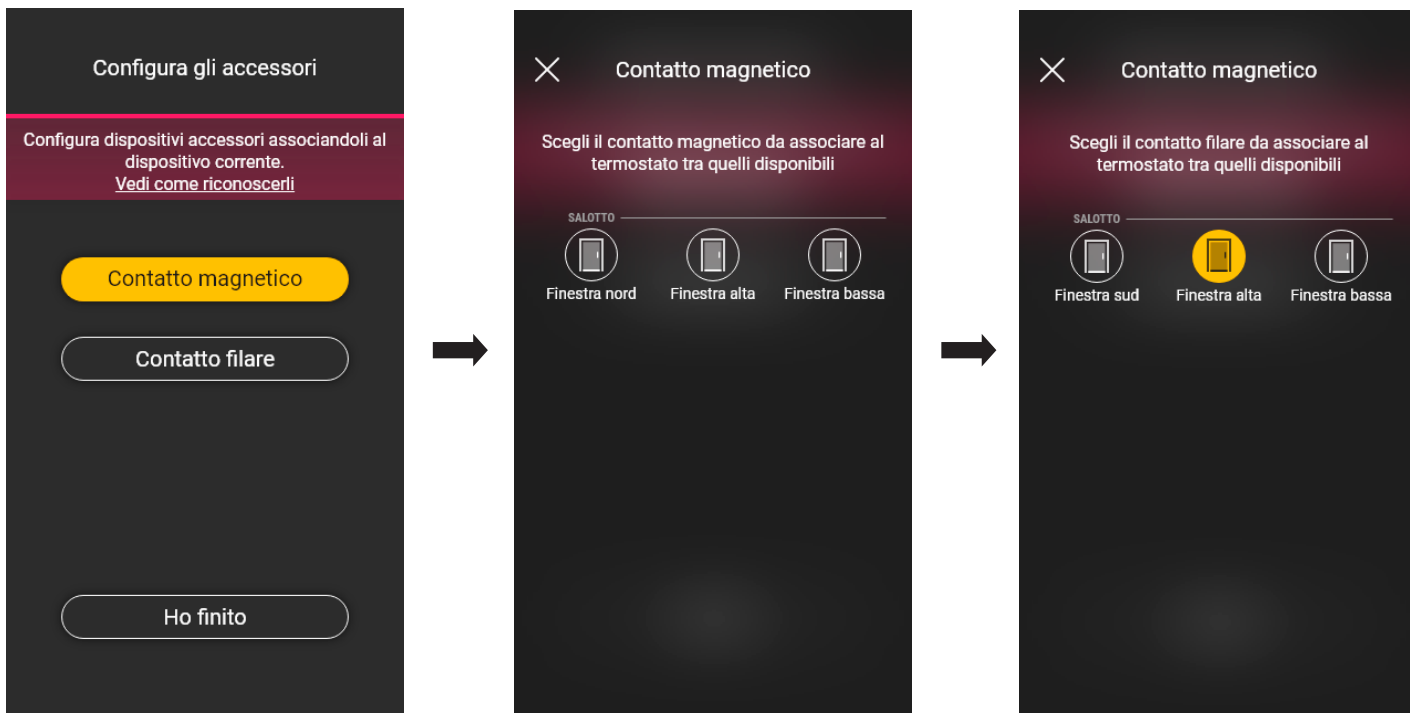 Configura gli accessori
Configura dispositivi accessori associandoli al
dispositivo corrente.
Vedi come riconoscerli
Contatto magnetico
Contatto filare
Ho finito
Contatto magnetico
Scegli il contatto magnetico da associare al
termostato tra quelli disponibili
SALOTTO
Finestra nord
Finestra alta
Finestra bassa
Contatto magnetico
Scegli il contatto filare da associare al
termostato tra quelli disponibili
SALOTTO
Finestra sud
Finestra alta
Finestra bassa